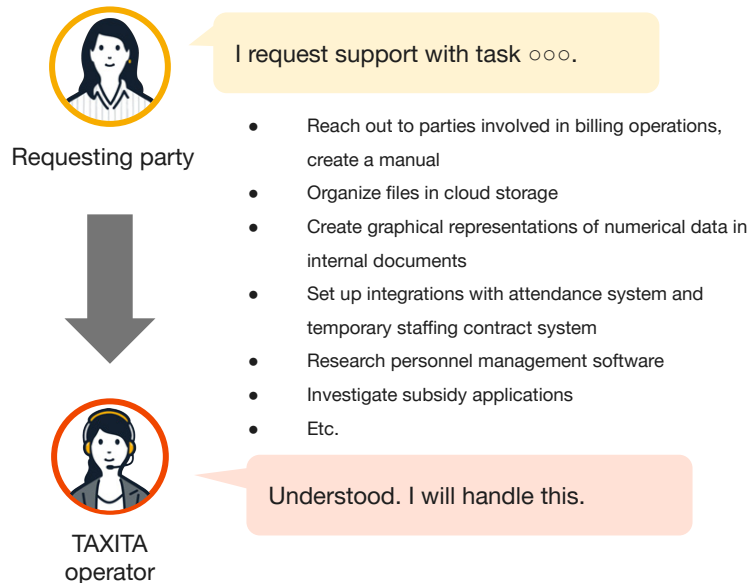 I request support with task ○○○.
Requesting party
● Reach out to parties involved in billing operations,
create a manual
● Organize files in cloud storage
● Create graphical representations of numerical data in
internal documents
● Set up integrations with attendance system and
temporary staffing contract system
● Research personnel management software
● Investigate subsidy applications
● Etc.
Understood. I will handle this.
TAXITA
operator